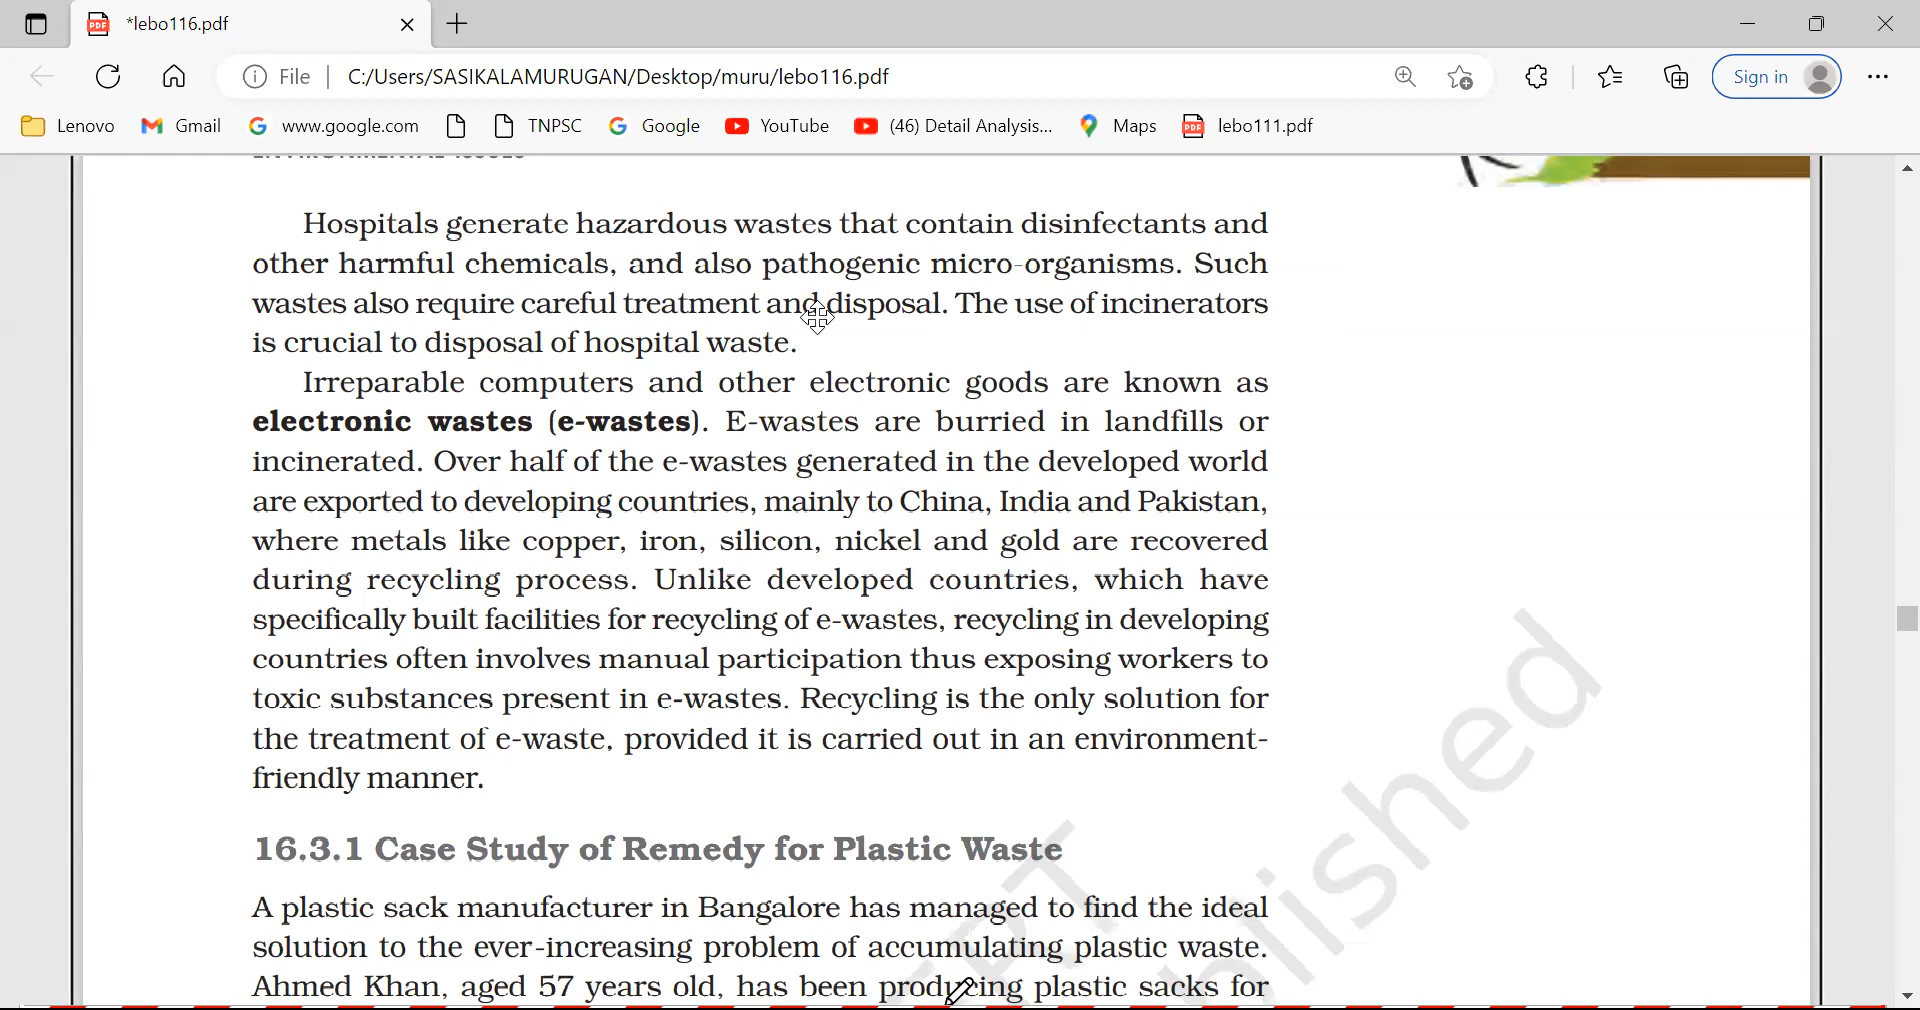 *lebo116.pdf
File | C:/Users/SASIKALAMURUGAN/Desktop/muru/lebo116.pdf
Sign in
Lenovo
Gmail
www.google.com
TNPSC
Google
YouTube
(46) Detail Analysis...
Maps
lebo111.pdf
ENVIRONMENTAL ISSUES
Hospitals generate hazardous wastes that contain disinfectants and
other harmful chemicals, and also pathogenic micro-organisms. Such
wastes also require careful treatment and disposal. The use of incinerators
is crucial to disposal of hospital waste.
Irreparable computers and other electronic goods are known as
electronic wastes (e-wastes). E-wastes are burried in landfills or
incinerated. Over half of the e-wastes generated in the developed world
are exported to developing countries, mainly to China, India and Pakistan,
where metals like copper, iron, silicon, nickel and gold are recovered
during recycling process. Unlike developed countries, which have
specifically built facilities for recycling of e-wastes, recycling in developing
countries often involves manual participation thus exposing workers to
toxic substances present in e-wastes. Recycling is the only solution for
the treatment of e-waste, provided it is carried out in an environment-
friendly manner.
16.3.1 Case Study of Remedy for Plastic Waste
A plastic sack manufacturer in Bangalore has managed to find the ideal
solution to the ever-increasing problem of accumulating plastic waste.
Ahmed Khan, aged 57 years old, has been producing plastic sacks for